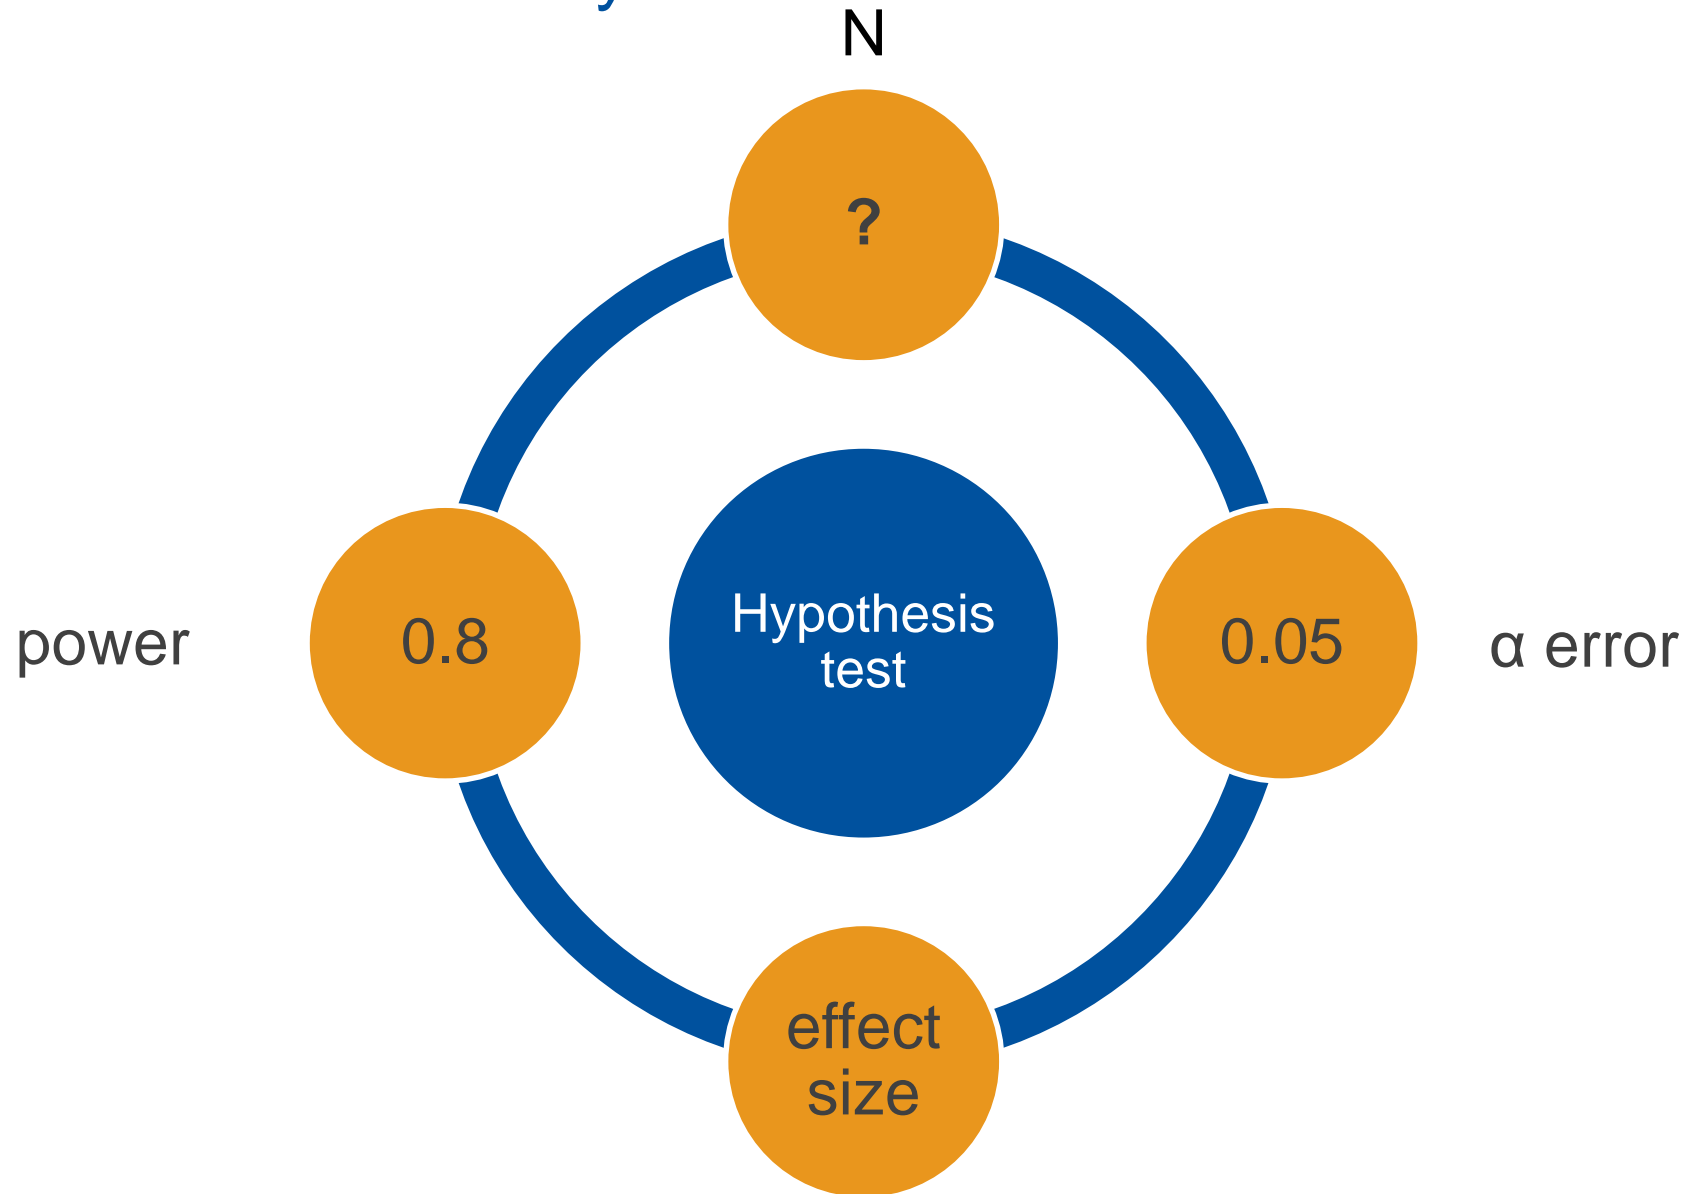 N
?
power
0.8
Hypothesis
test
0.05
α error
effect
size